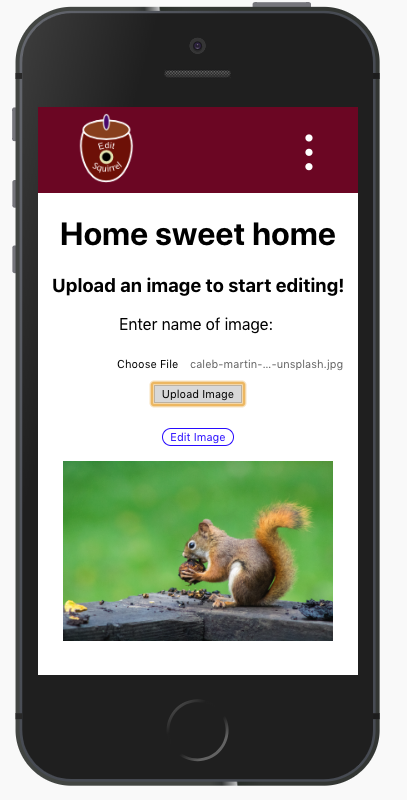 Edit
Squirrel
Home sweet home
Upload an image to start editing!
Enter name of image:
Choose File caleb-martin-...-unsplash.jpg
Upload Image
Edit Image